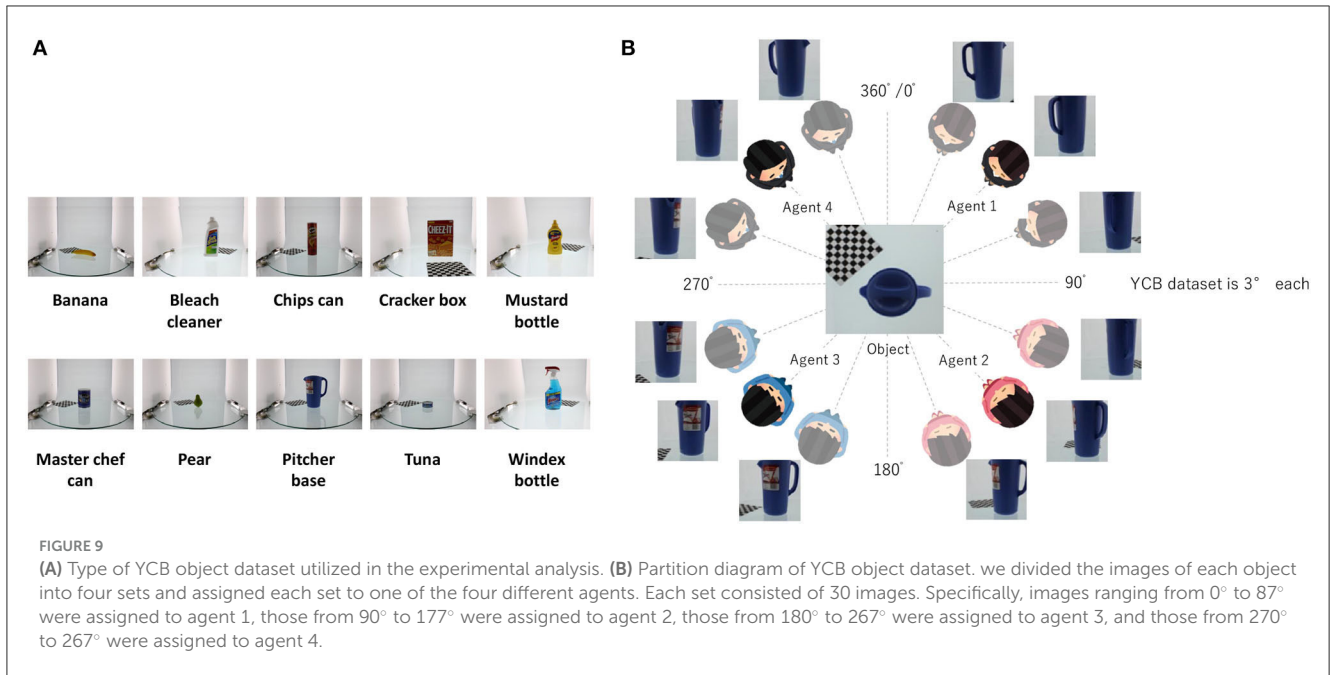 A
B
360° /0°
Agent 4
Agent 1
270°
90°
YCB dataset is 3° each
Agent 3
Object
Agent 2
180°
CHEEZ-IT
Banana
Bleach
cleaner
Chips can
Cracker box
Mustard
bottle
Master chef
can
Pear
Pitcher
base
Tuna
Windex
bottle
FIGURE 9
(A) Type of YCB object dataset utilized in the experimental analysis. (B) Partition diagram of YCB object dataset. we divided the images of each object
into four sets and assigned each set to one of the four different agents. Each set consisted of 30 images. Specifically, images ranging from 0° to 87°
were assigned to agent 1, those from 90° to 177° were assigned to agent 2, those from 180° to 267° were assigned to agent 3, and those from 270°
to 267° were assigned to agent 4.